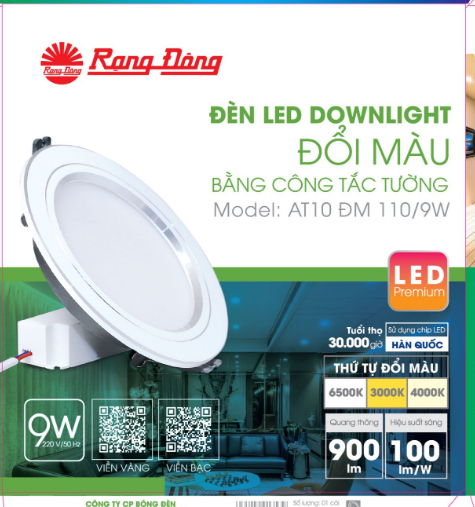 Rạng Đông
Rạng Đông
ĐÈN LED DOWNLIGHT
ĐỔI MÀU
BẰNG CÔNG TẮC TƯỜNG
Model: AT10 ĐM 110/9W
LED
Premium
Tuổi thọ
30.000giờ
Sử dụng chip LED
HÀN QUỐC
THỨ TỰ ĐỔI MÀU
6500K 3000K 4000K
9W
220 V/50 Hz
VIỀN VÀNG
VIỀN BẠC
Quang thông
900
lm
Hiệu suất sáng
100
lm/W
CÔNG TY CP BÓNG ĐÈN
Số lượng: 01 cái